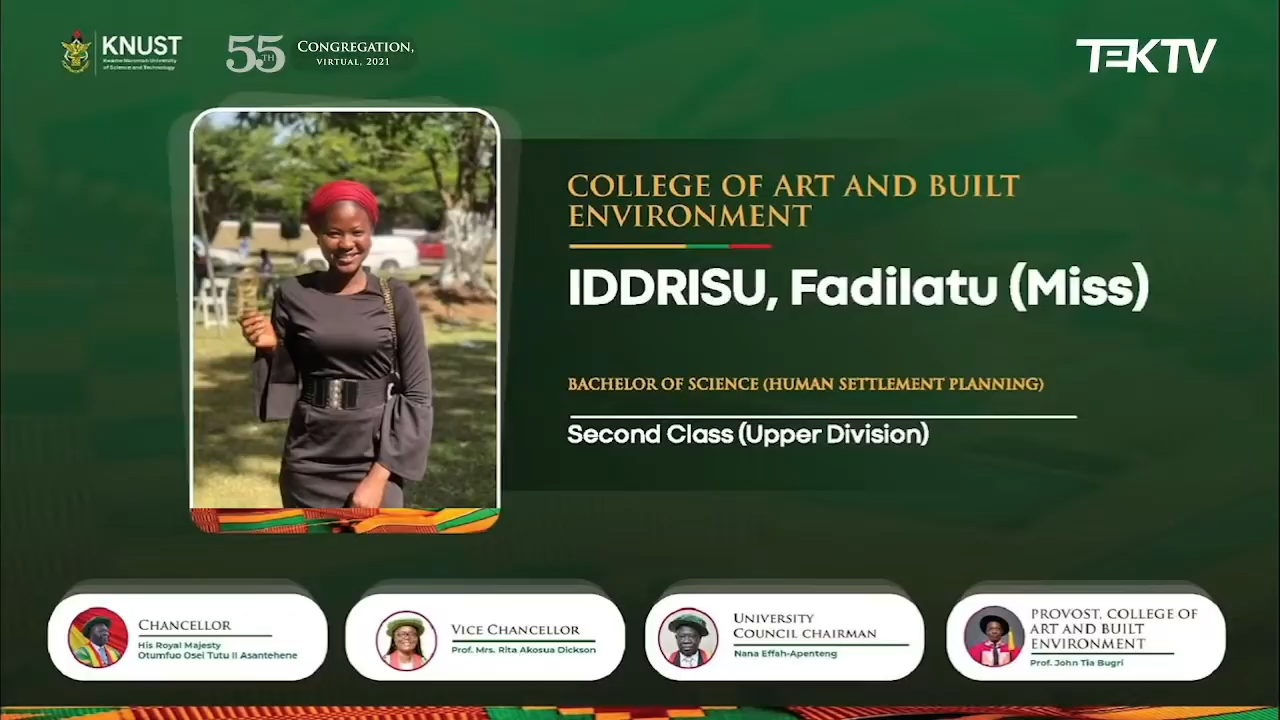 KNUST
Kwame Nkrumah University
of Science and Technology
55TH
CONGREGATION,
VIRTUAL, 2021
TEKTV
COLLEGE OF ART AND BUILT
ENVIRONMENT
IDDRISU, Fadilatu (Miss)
BACHELOR OF SCIENCE (HUMAN SETTLEMENT PLANNING)
Second Class (Upper Division)
CHANCELLOR
His Royal Majesty
Otumfuo Osei Tutu II Asantehene
VICE CHANCELLOR
Prof. Mrs. Rita Akosua Dickson
UNIVERSITY
COUNCIL CHAIRMAN
Nana Effah-Apenteng
PROVOST, COLLEGE OF
ART AND BUILT
ENVIRONMENT
Prof. John Tia Bugri